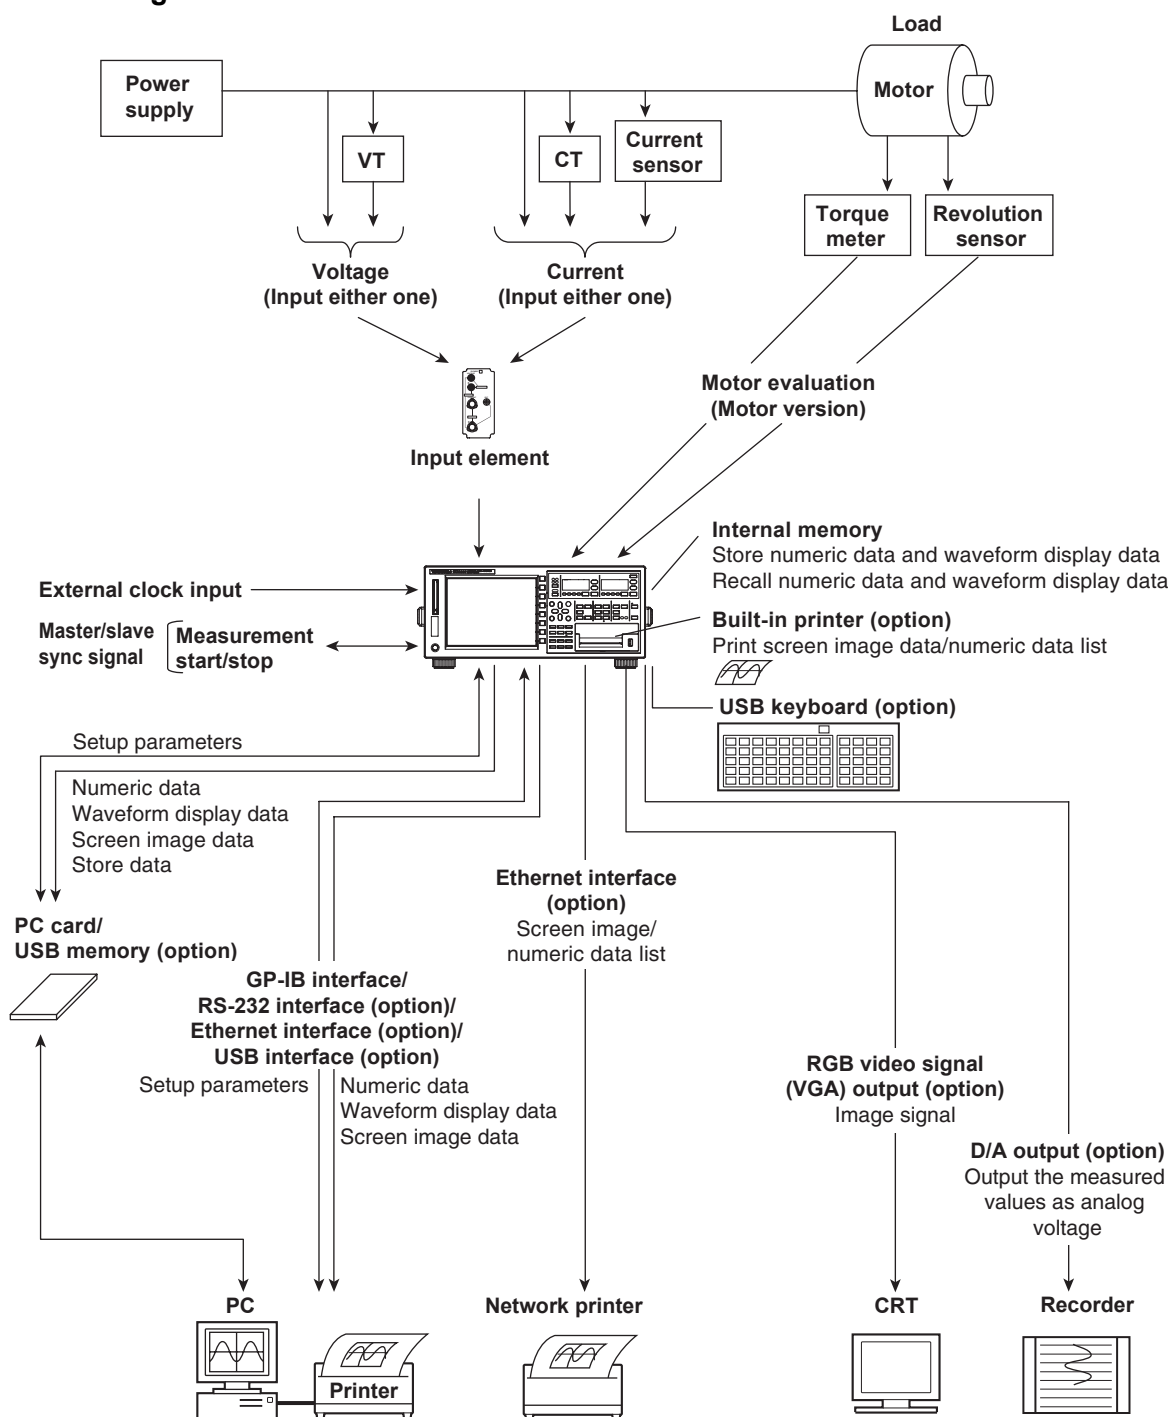 Load
Power
supply
Motor
VT
CT
Current
sensor
Torque
meter
Revolution
sensor
Voltage
(Input either one)
Current
(Input either one)
Motor evaluation
(Motor version)
Input element
Internal memory
Store numeric data and waveform display data
Recall numeric data and waveform display data
External clock input
Built-in printer (option)
Print screen image data/numeric data list
Master/slave
sync signal
Measurement
start/stop
USB keyboard (option)
Setup parameters
Numeric data
Waveform display data
Screen image data
Store data
Ethernet interface
(option)
Screen image/
numeric data list
PC card/
USB memory (option)
GP-IB interface/
RS-232 interface (option)/
Ethernet interface (option)/
USB interface (option)
Setup parameters
Numeric data
Waveform display data
Screen image data
RGB video signal
(VGA) output (option)
Image signal
D/A output (option)
Output the measured
values as analog
voltage
PC
Network printer
CRT
Recorder
Printer